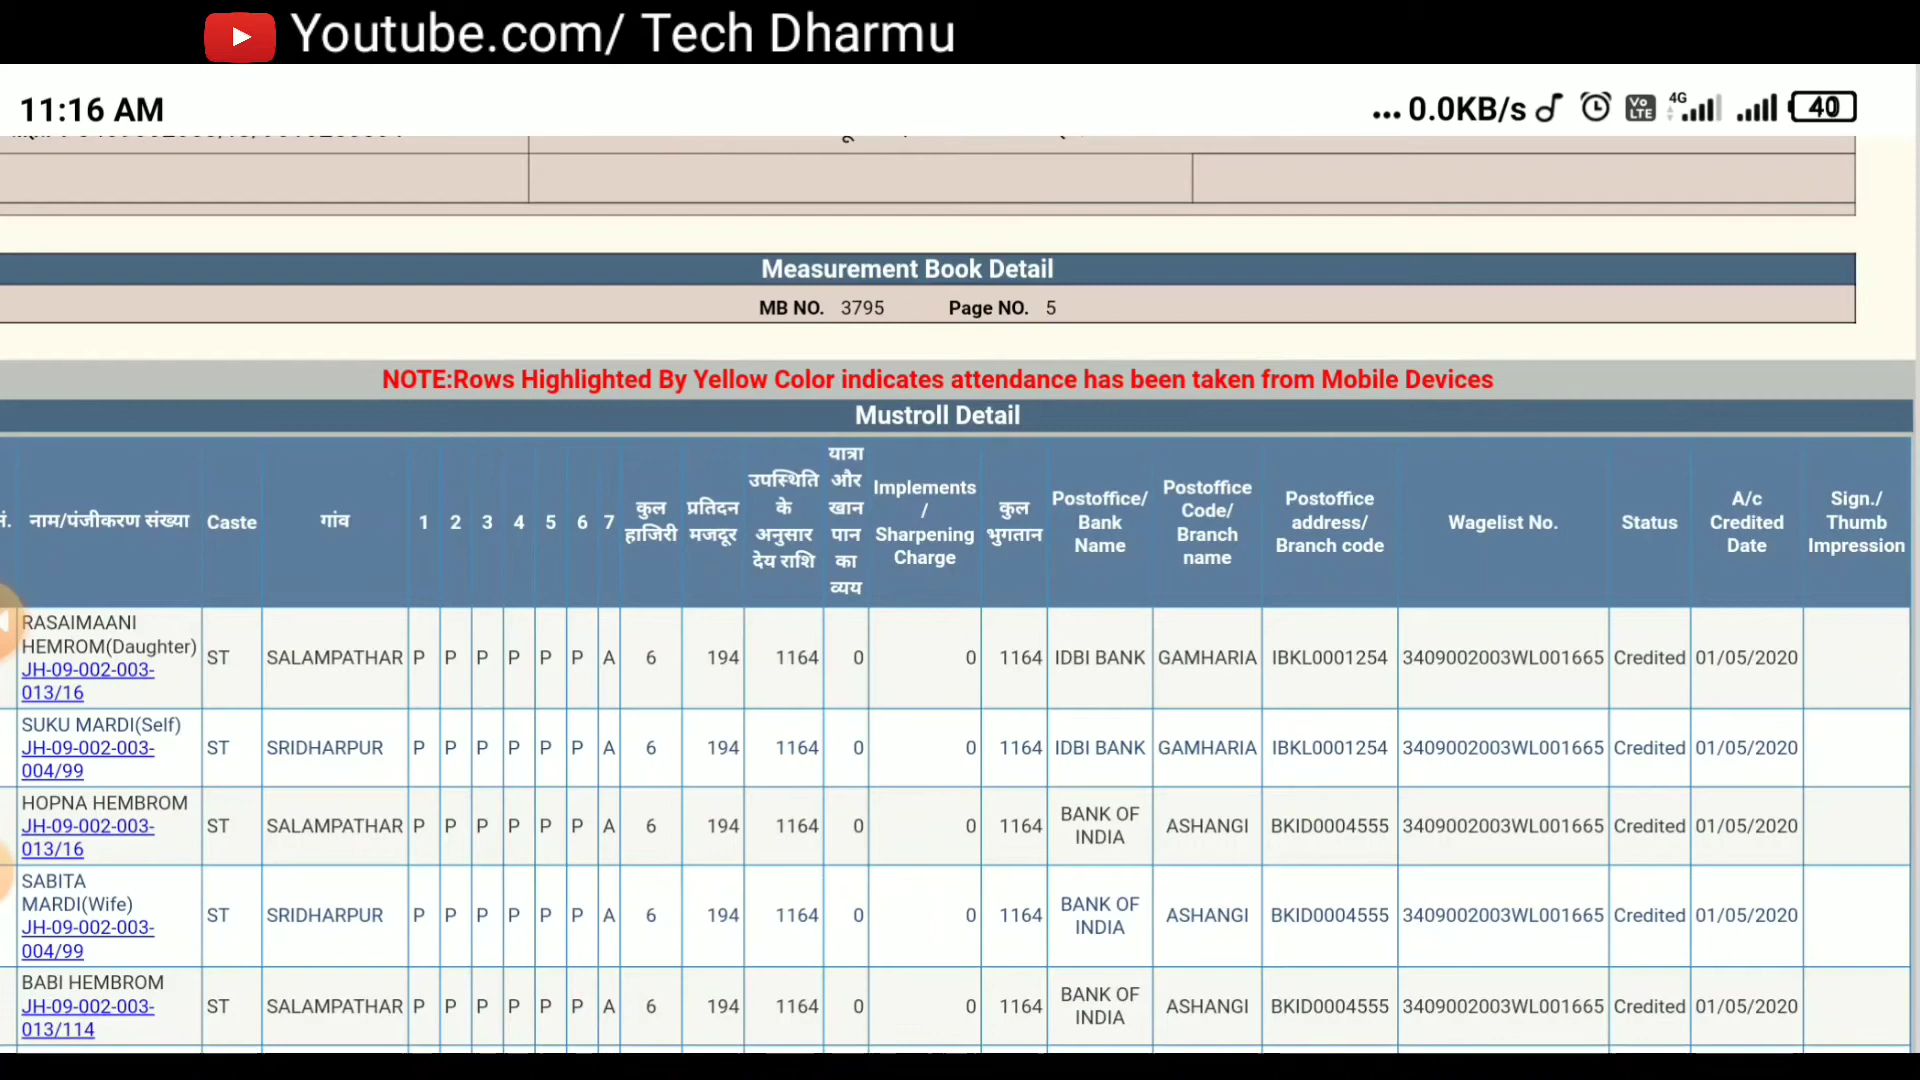 Youtube.com/ Tech Dharmu
11:16 AM
... 0.0KB/s Vo LTE 4G 40
Measurement Book Detail
MB NO. 3795 Page NO. 5
NOTE:Rows Highlighted By Yellow Color indicates attendance has been taken from Mobile Devices
Mustroll Detail
नाम/पंजीकरण संख्या Caste गांव 1 2 3 4 5 6 7 कुल हाजिरी प्रतिदन मजदूर उपस्थिति के अनुसार देय राशि यात्रा और खान पान का व्यय Implements / Sharpening Charge कुल भुगतान Postoffice/ Bank Name Postoffice Code/ Branch name Postoffice address/ Branch code Wagelist No. Status A/c Credited Date Sign./ Thumb Impression
RASAIMAANI HEMROM(Daughter) JH-09-002-003-013/16 ST SALAMPATHAR P P P P P P A 6 194 1164 0 0 1164 IDBI BANK GAMHARIA IBKL0001254 3409002003WL001665 Credited 01/05/2020
SUKU MARDI(Self) JH-09-002-003-004/99 ST SRIDHARPUR P P P P P P A 6 194 1164 0 0 1164 IDBI BANK GAMHARIA IBKL0001254 3409002003WL001665 Credited 01/05/2020
HOPNA HEMBROM JH-09-002-003-013/16 ST SALAMPATHAR P P P P P P A 6 194 1164 0 0 1164 BANK OF INDIA ASHANGI BKID0004555 3409002003WL001665 Credited 01/05/2020
SABITA MARDI(Wife) JH-09-002-003-004/99 ST SRIDHARPUR P P P P P P A 6 194 1164 0 0 1164 BANK OF INDIA ASHANGI BKID0004555 3409002003WL001665 Credited 01/05/2020
BABI HEMBROM JH-09-002-003-013/114 ST SALAMPATHAR P P P P P P A 6 194 1164 0 0 1164 BANK OF INDIA ASHANGI BKID0004555 3409002003WL001665 Credited 01/05/2020